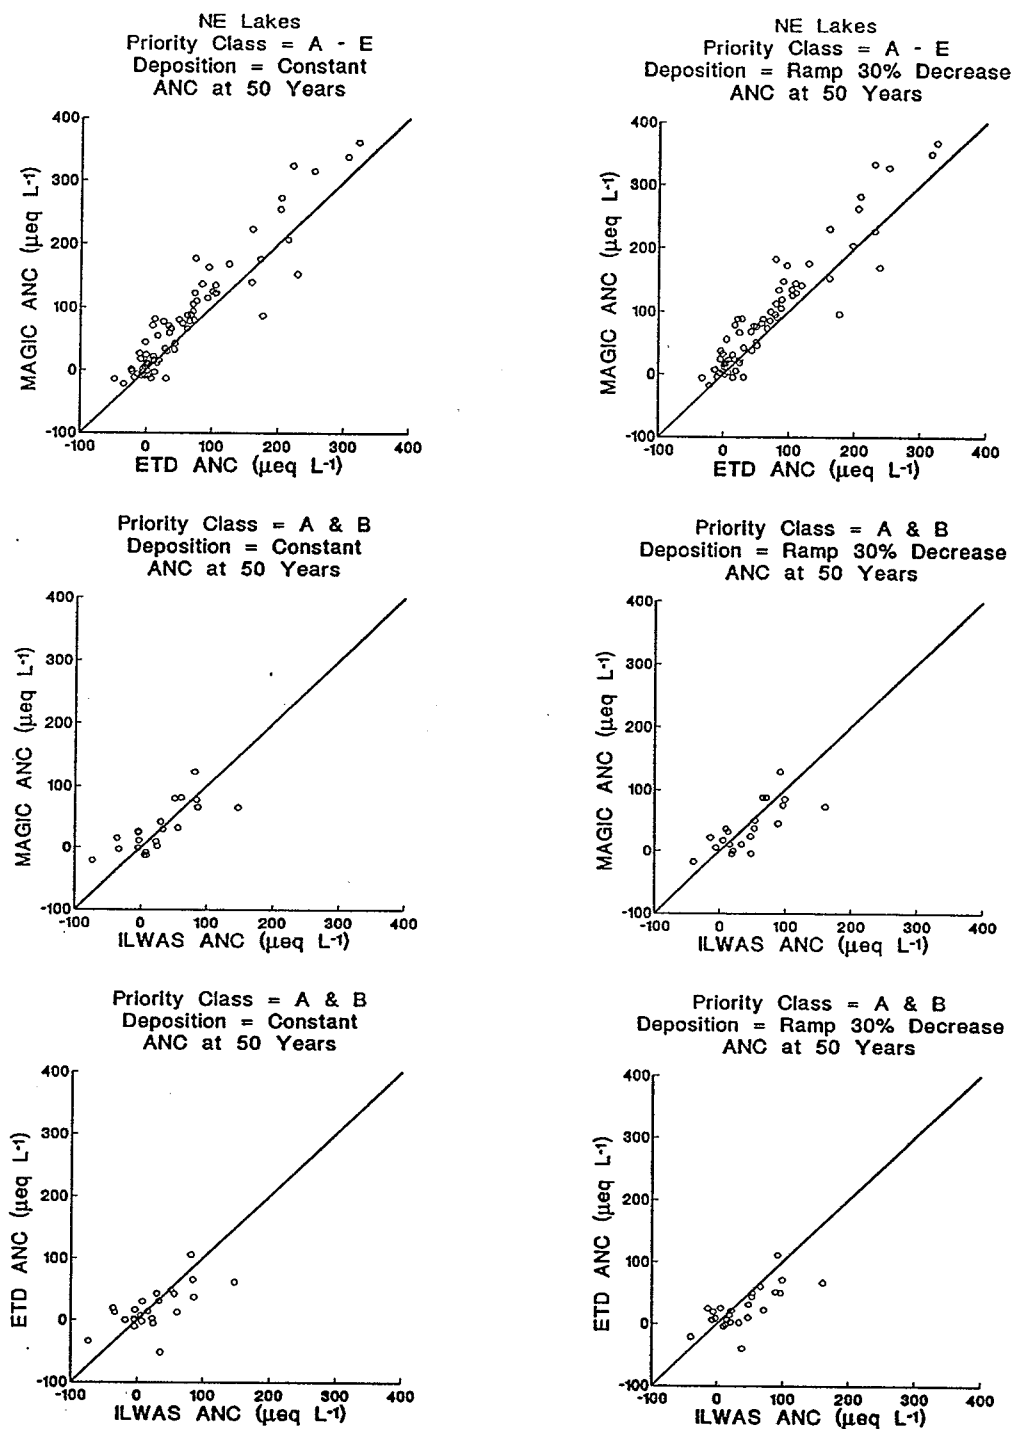 NE Lakes
Priority Class = A - E
Deposition = Constant
ANC at 50 Years
400
300
200
100
0
-100
MAGIC ANC (µeq L-1)
-100 0 100 200 300 400
ETD ANC (µeq L-1)
NE Lakes
Priority Class = A - E
Deposition = Ramp 30% Decrease
ANC at 50 Years
400
300
200
100
0
-100
MAGIC ANC (µeq L-1)
-100 0 100 200 300 400
ETD ANC (µeq L-1)
Priority Class = A & B
Deposition = Constant
ANC at 50 Years
400
300
200
100
0
-100
MAGIC ANC (µeq L-1)
-100 0 100 200 300 400
ILWAS ANC (µeq L-1)
Priority Class = A & B
Deposition = Ramp 30% Decrease
ANC at 50 Years
400
300
200
100
0
-100
MAGIC ANC (µeq L-1)
-100 0 100 200 300 400
ILWAS ANC (µeq L-1)
Priority Class = A & B
Deposition = Constant
ANC at 50 Years
400
300
200
100
0
-100
ETD ANC (µeq L-1)
-100 0 100 200 300 400
ILWAS ANC (µeq L-1)
Priority Class = A & B
Deposition = Ramp 30% Decrease
ANC at 50 Years
400
300
200
100
0
-100
ETD ANC (µeq L-1)
-100 0 100 200 300 400
ILWAS ANC (µeq L-1)